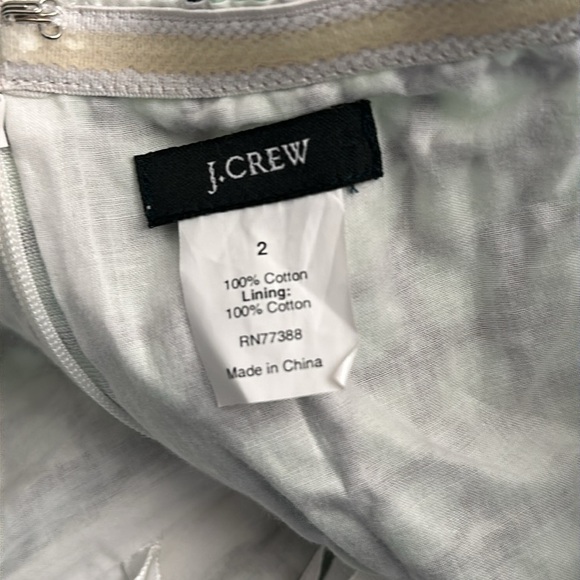 J.CREW
2
100% Cotton
Lining:
100% Cotton
RN77388
Made in China